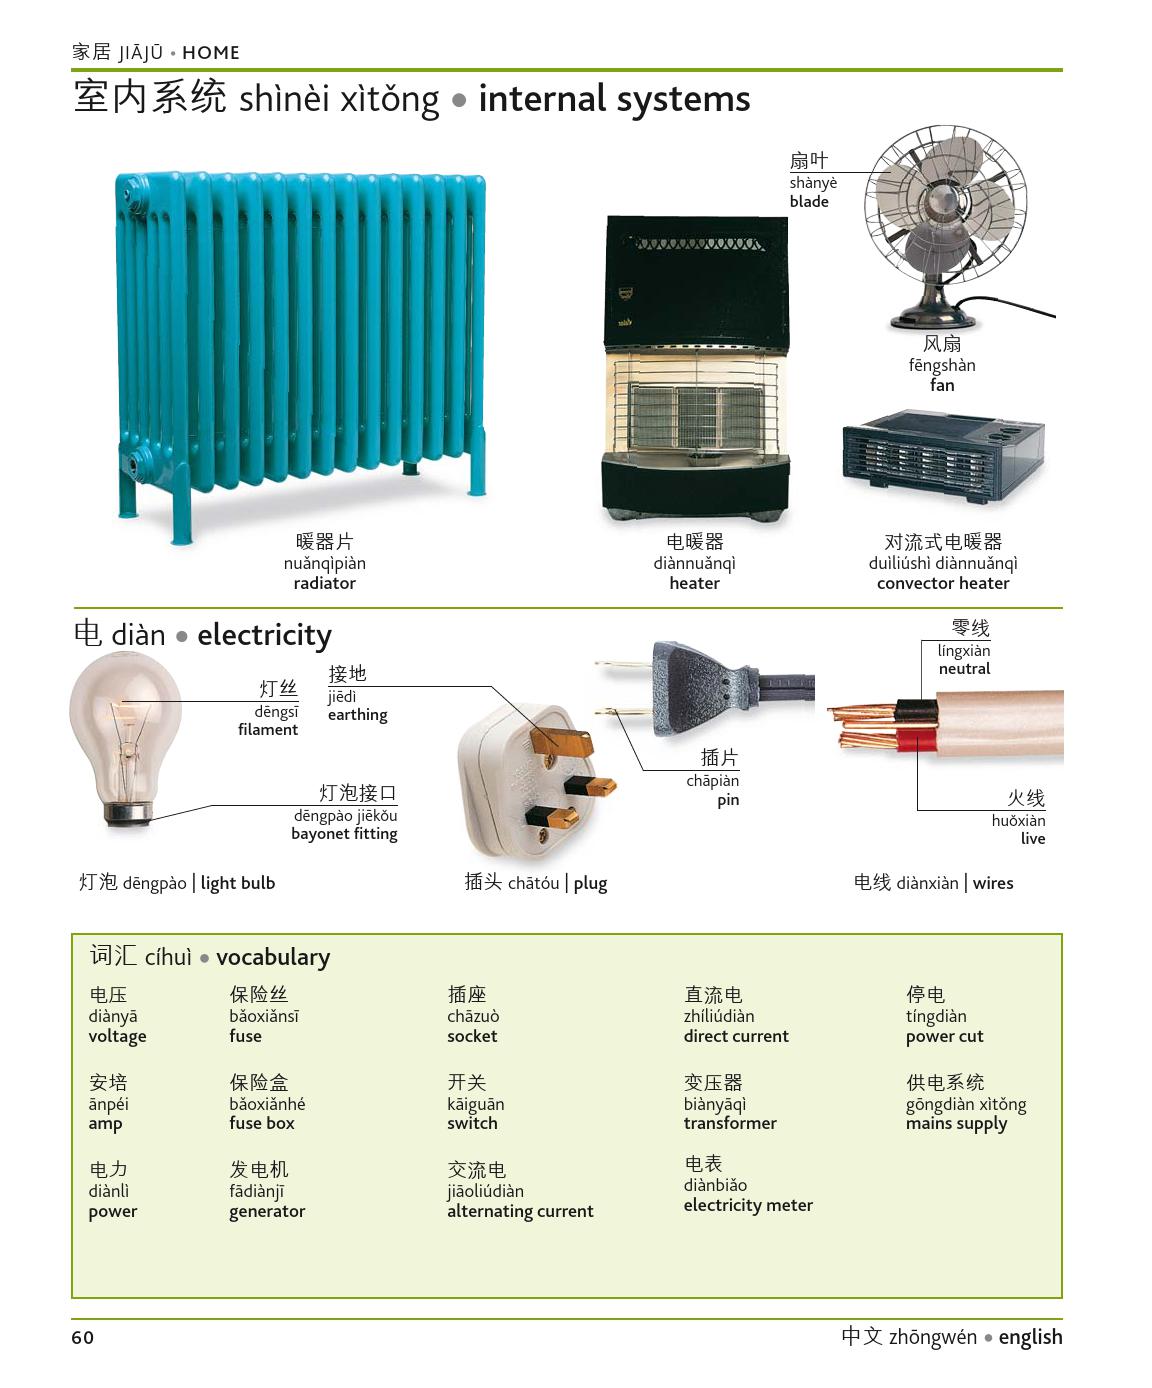 家居 JIĀJŪ • HOME
室内系统 shìnèi xìtǒng • internal systems
扇叶
shànyè
blade
风扇
fēngshàn
fan
暖器片
nuǎnqìpiàn
radiator
电暖器
diànnuǎnqì
heater
对流式电暖器
duìliúshì diànnuǎnqì
convector heater
电 diàn • electricity
灯丝
dēngsī
filament
灯泡接口
dēngpào jiēkǒu
bayonet fitting
灯泡 dēngpào | light bulb
接地
jiēdì
earthing
插片
chāpiàn
pin
插头 chātóu | plug
零线
língxiàn
neutral
火线
huǒxiàn
live
电线 diànxiàn | wires
词汇 cíhuì • vocabulary
电压
diànyā
voltage
安培
ānpéi
amp
电力
diànlì
power
保险丝
bǎoxiǎnsī
fuse
保险盒
bǎoxiǎnhé
fuse box
发电机
fādiànjī
generator
插座
chāzuò
socket
开关
kāiguān
switch
交流电
jiāoliúdiàn
alternating current
直流电
zhíliúdiàn
direct current
变压器
biànyāqì
transformer
电表
diànbiǎo
electricity meter
停电
tíngdiàn
power cut
供电系统
gōngdiàn xìtǒng
mains supply
60
中文 zhōngwén • english